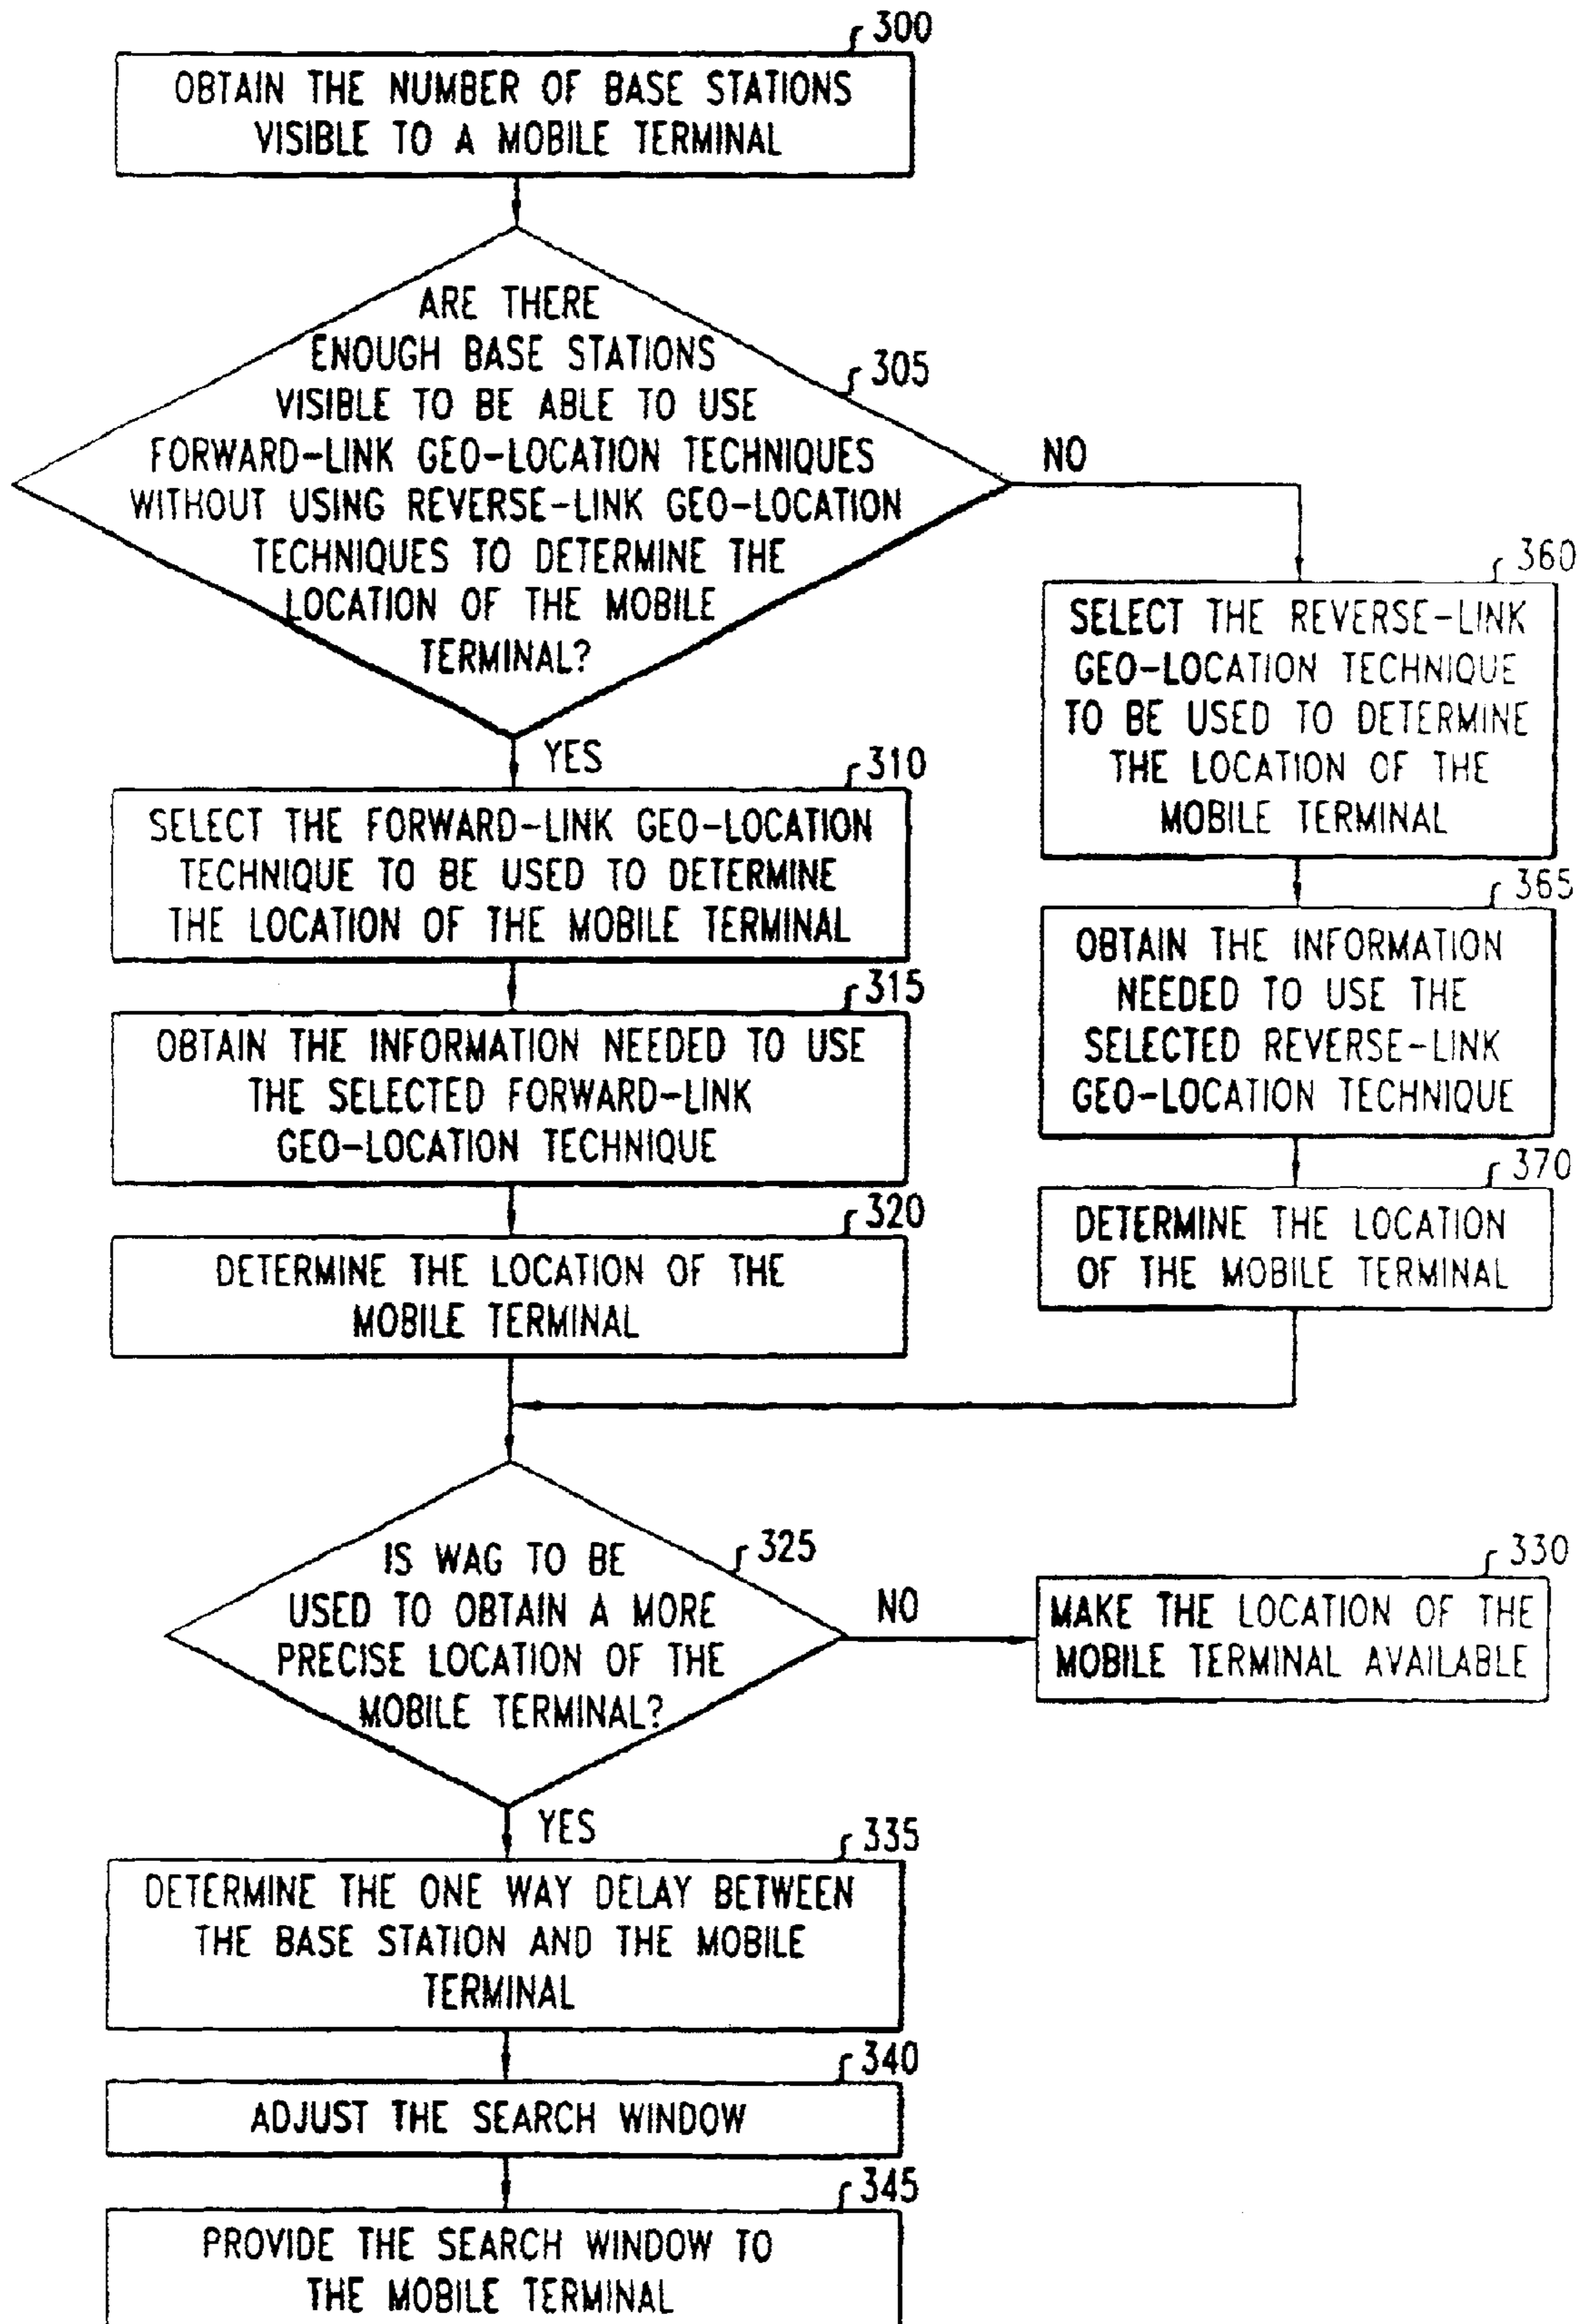 300
OBTAIN THE NUMBER OF BASE STATIONS
VISIBLE TO A MOBILE TERMINAL
ARE THERE
ENOUGH BASE STATIONS
VISIBLE TO BE ABLE TO USE
FORWARD-LINK GEO-LOCATION TECHNIQUES
WITHOUT USING REVERSE-LINK GEO-LOCATION
TECHNIQUES TO DETERMINE THE
LOCATION OF THE MOBILE
TERMINAL?
305
NO
YES
360
SELECT THE REVERSE-LINK
GEO-LOCATION TECHNIQUE
TO BE USED TO DETERMINE
THE LOCATION OF THE
MOBILE TERMINAL
310
SELECT THE FORWARD-LINK GEO-LOCATION
TECHNIQUE TO BE USED TO DETERMINE
THE LOCATION OF THE MOBILE TERMINAL
365
OBTAIN THE INFORMATION
NEEDED TO USE THE
SELECTED REVERSE-LINK
GEO-LOCATION TECHNIQUE
315
OBTAIN THE INFORMATION NEEDED TO USE
THE SELECTED FORWARD-LINK
GEO-LOCATION TECHNIQUE
370
DETERMINE THE LOCATION
OF THE MOBILE TERMINAL
320
DETERMINE THE LOCATION OF THE
MOBILE TERMINAL
IS WAG TO BE
USED TO OBTAIN A MORE
PRECISE LOCATION OF THE
MOBILE TERMINAL?
325
NO
330
MAKE THE LOCATION OF THE
MOBILE TERMINAL AVAILABLE
YES
335
DETERMINE THE ONE WAY DELAY BETWEEN
THE BASE STATION AND THE MOBILE
TERMINAL
340
ADJUST THE SEARCH WINDOW
345
PROVIDE THE SEARCH WINDOW TO
THE MOBILE TERMINAL